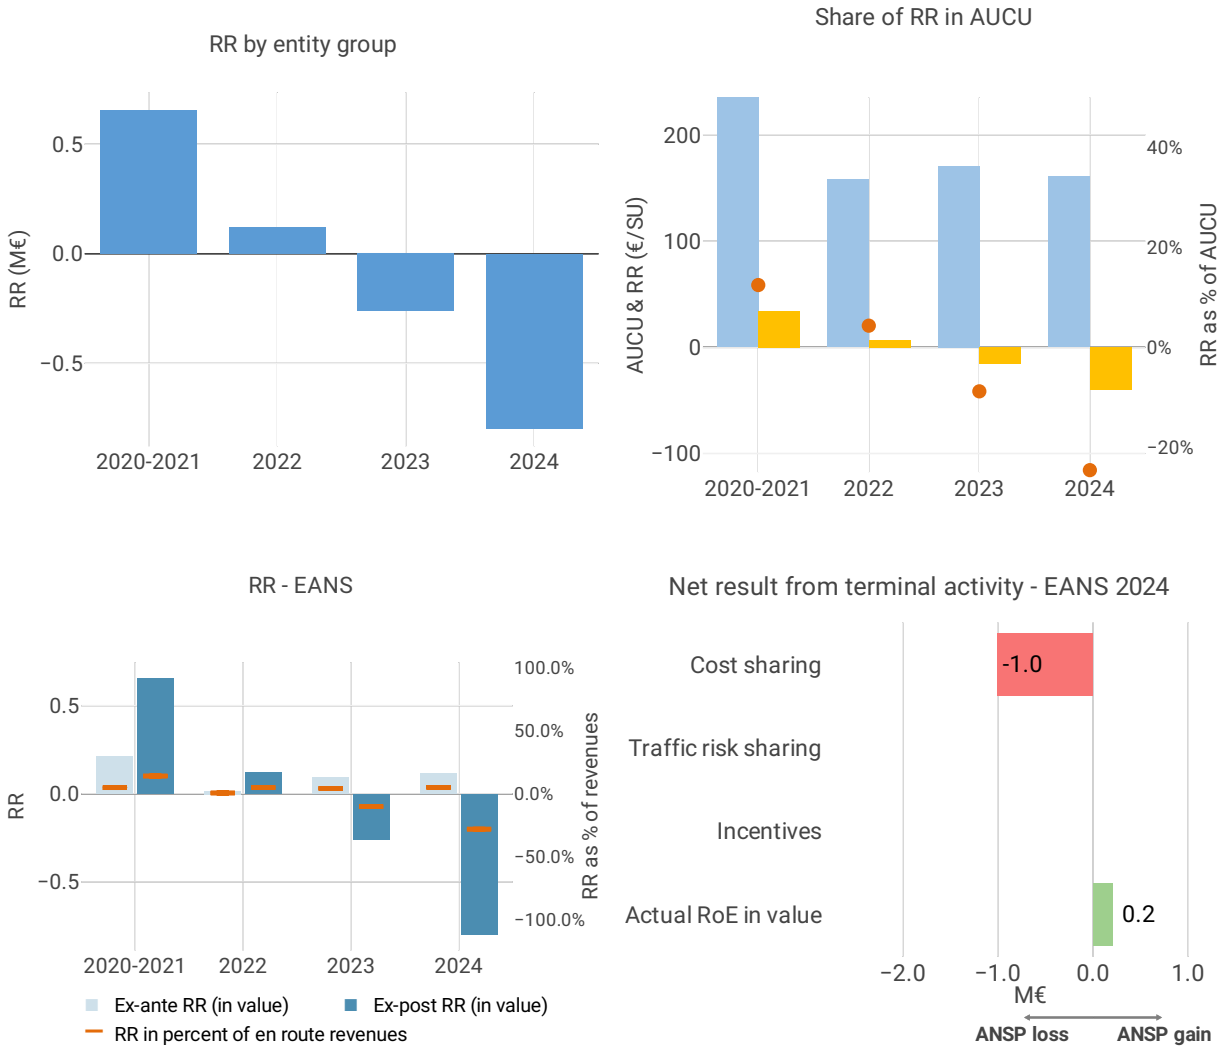 RR by entity group
RR (M€)
0.5
0.0
−0.5
2020-2021 2022 2023 2024
Share of RR in AUCU
AUCU & RR (€/SU)
200
100
0
−100
40%
20%
0%
−20%
RR as % of AUCU
2020-2021 2022 2023 2024
RR - EANS
RR
0.5
0.0
−0.5
100.0%
50.0%
0.0%
−50.0%
−100.0%
RR as % of revenues
2020-2021 2022 2023 2024
Ex-ante RR (in value) Ex-post RR (in value)
RR in percent of en route revenues
Net result from terminal activity - EANS 2024
Cost sharing -1.0
Traffic risk sharing
Incentives
Actual RoE in value 0.2
−2.0 −1.0 0.0 1.0
M€
ANSP loss ANSP gain